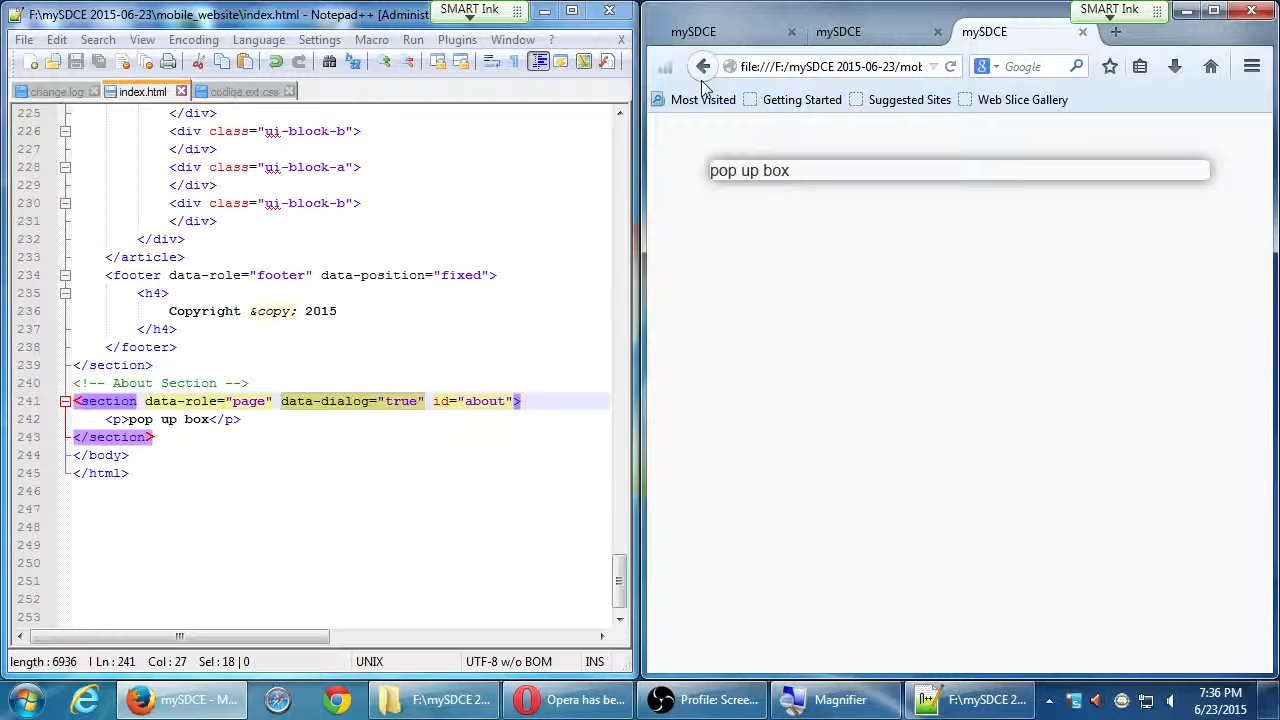 F:\mySDCE 2015-06-23\mobile_website\index.html - Notepad++ [Administ
SMART Ink
File Edit Search View Encoding Language Settings Macro Run Plugins Window ? X
change.log index.html codiqa.ext.css
225 </div>
226 <div class="ui-block-b">
227 </div>
228 <div class="ui-block-a">
229 </div>
230 <div class="ui-block-b">
231 </div>
232 </div>
233 </article>
234 <footer data-role="footer" data-position="fixed">
235 <h4>
236 Copyright &copy; 2015
237 </h4>
238 </footer>
239 </section>
240 <!-- About Section -->
241 <section data-role="page" data-dialog="true" id="about">
242 <p>pop up box</p>
243 </section>
244 </body>
245 </html>
246
247
248
249
250
251
252
253
length : 6936 l Ln : 241 Col : 27 Sel : 18 | 0 UNIX UTF-8 w/o BOM INS
SMART Ink
mySDCE mySDCE mySDCE
file:///F:/mySDCE 2015-06-23/mob Google
Most Visited Getting Started Suggested Sites Web Slice Gallery
pop up box
mySDCE - M... F:\mySDCE 2... Opera has be... Profile: Scree... Magnifier F:\mySDCE 2... 7:36 PM
6/23/2015